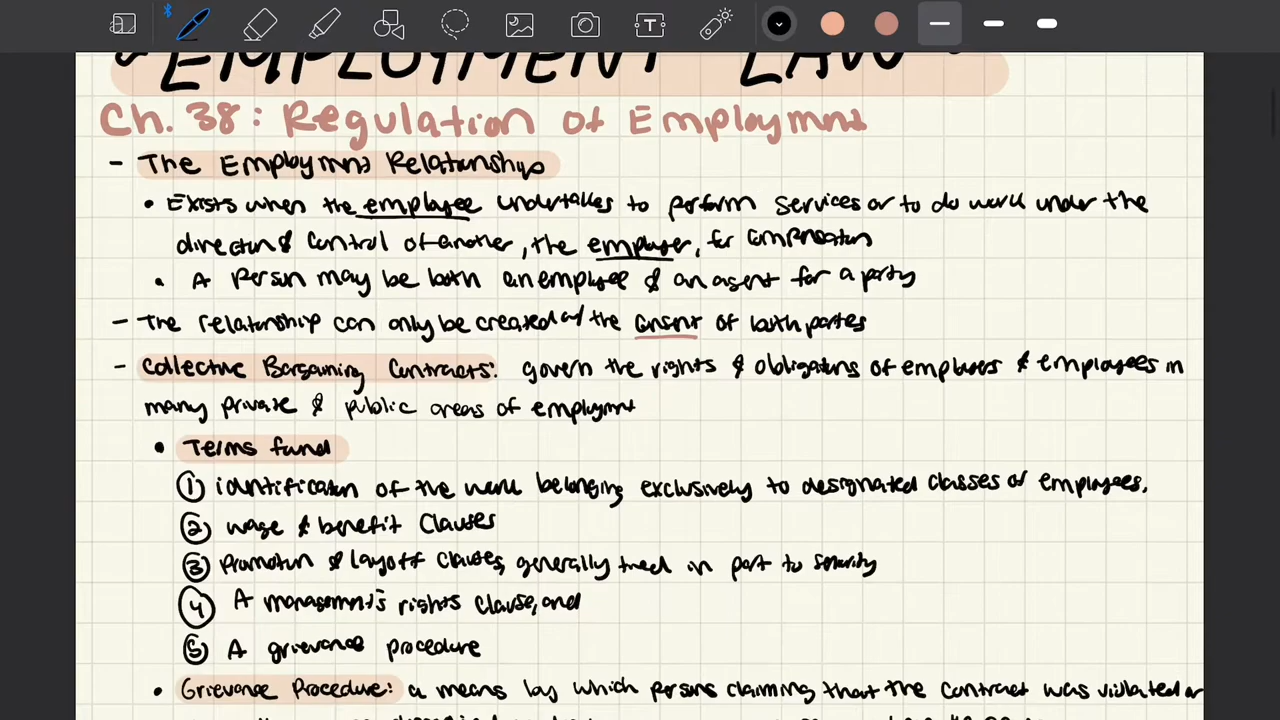 EMPLOYMENT LAW
Ch. 38: Regulation of Employmnt
- The Employmnt Relationship
• Exists when the employee undertakes to perform services or to do work under the
direction & control of another, the employer, for compensation
• A Person may be both an employee & an agent for a party
- The relationship can only be created w/ the consent of both parties
- Collective Bargaining Contracts: govern the rights & obligations of employers & employees in
many private & public areas of employmnt
• Terms found
① identification of the work belonging exclusively to designated classes of employees,
② wage & benefit Clauses
③ Promotion & layoff clauses, generally tied in part to seniority
④ A management's rights clause, and
⑤ A grievance procedure
• Grievance Procedure: a means by which persons claiming that the contract was violated or